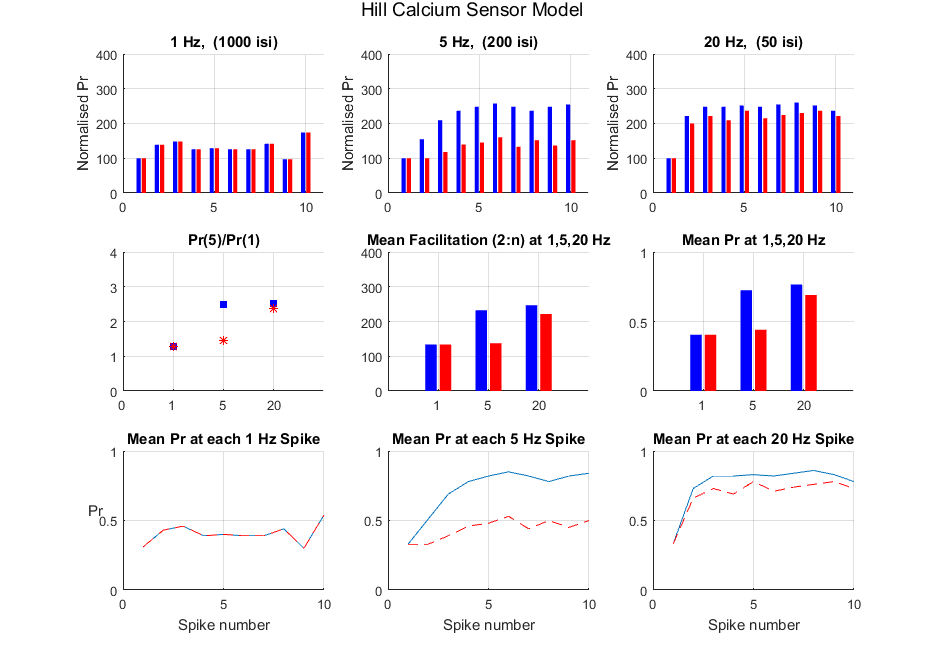 Hill Calcium Sensor Model
1 Hz,  (1000 isi)
5 Hz,  (200 isi)
20 Hz,  (50 isi)
Normalised Pr
400
300
200
100
0
0 5 10
Normalised Pr
400
300
200
100
0
0 5 10
Normalised Pr
400
300
200
100
0
0 5 10
Pr(5)/Pr(1)
Mean Facilitation (2:n) at 1,5,20 Hz
Mean Pr at 1,5,20 Hz
4
3
2
1
0
0 1 5 20
400
300
200
100
0
1 5 20
1
0.5
0
1 5 20
Mean Pr at each 1 Hz Spike
Mean Pr at each 5 Hz Spike
Mean Pr at each 20 Hz Spike
Pr
1
0.5
0
0 5 10
Spike number
1
0.5
0
0 5 10
Spike number
1
0.5
0
0 5 10
Spike number